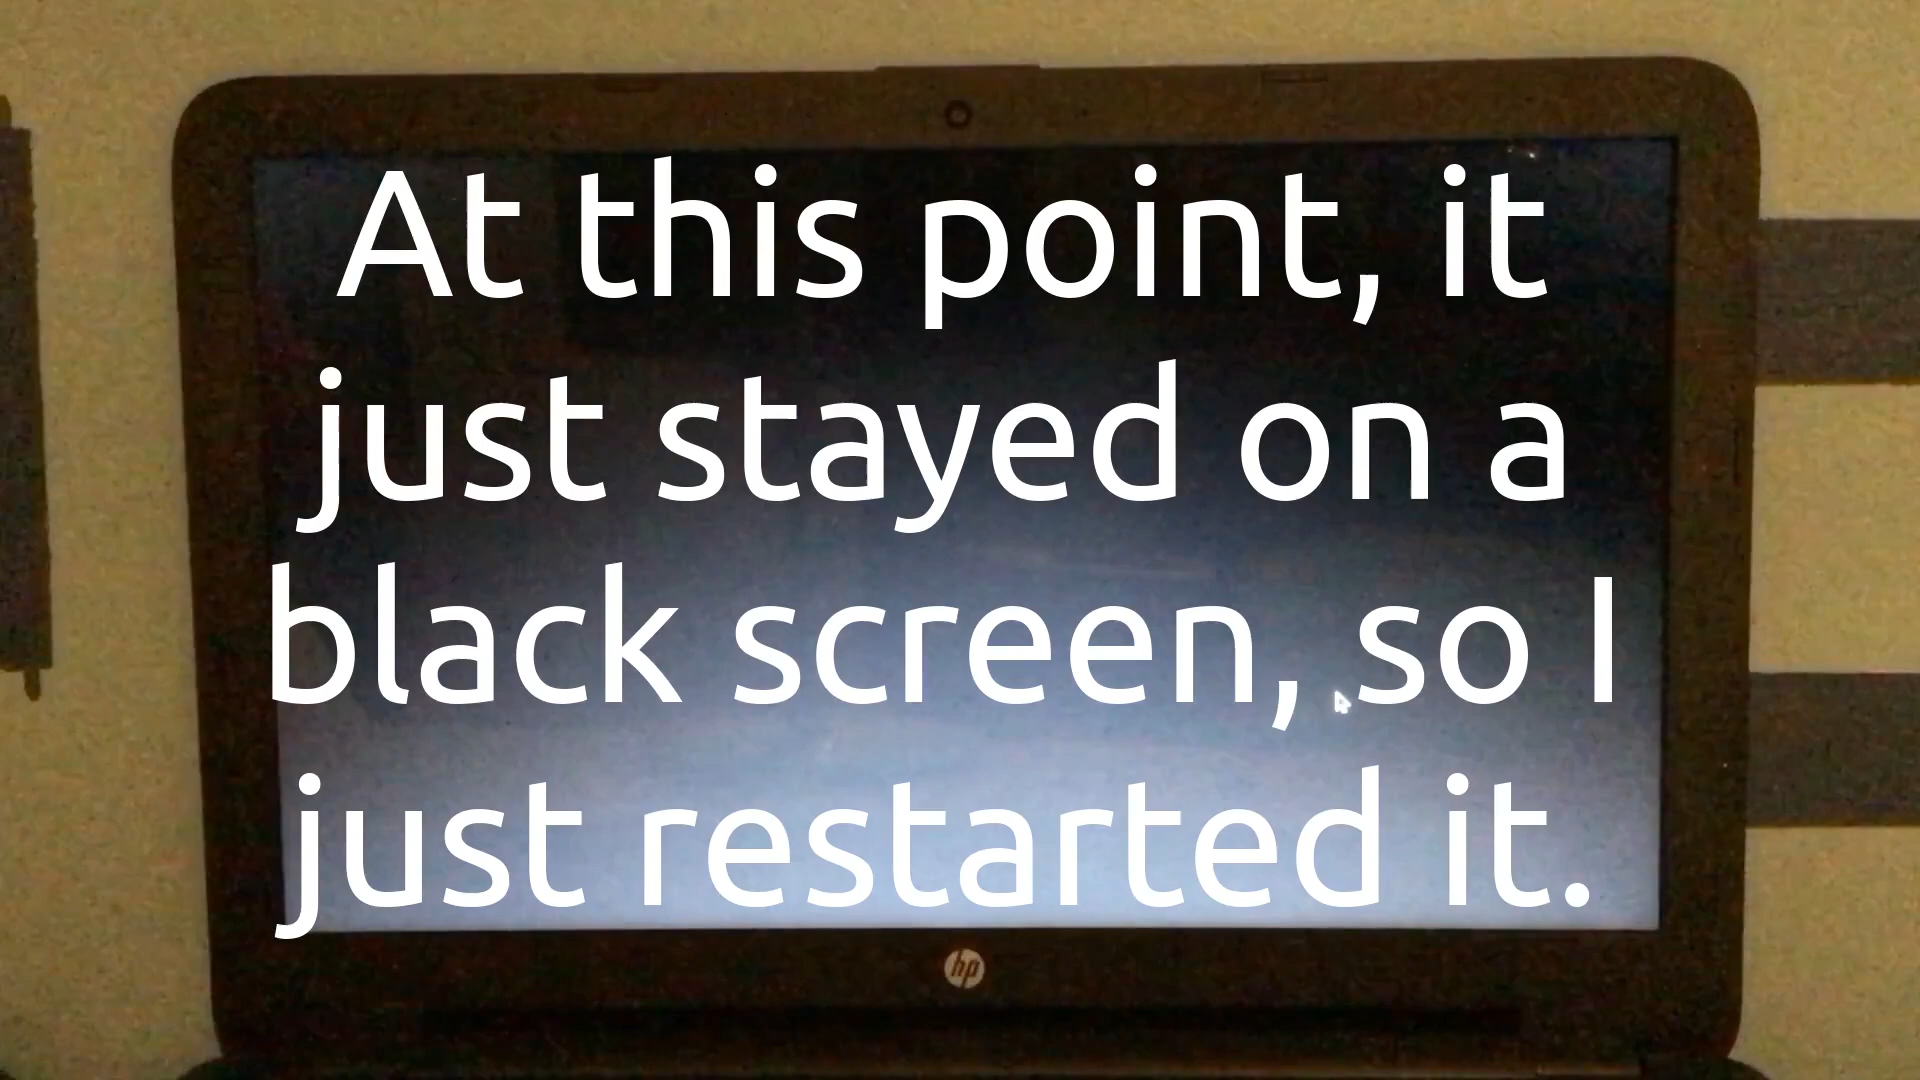 At this point, it
just stayed on a
black screen, so I
just restarted it.
hp